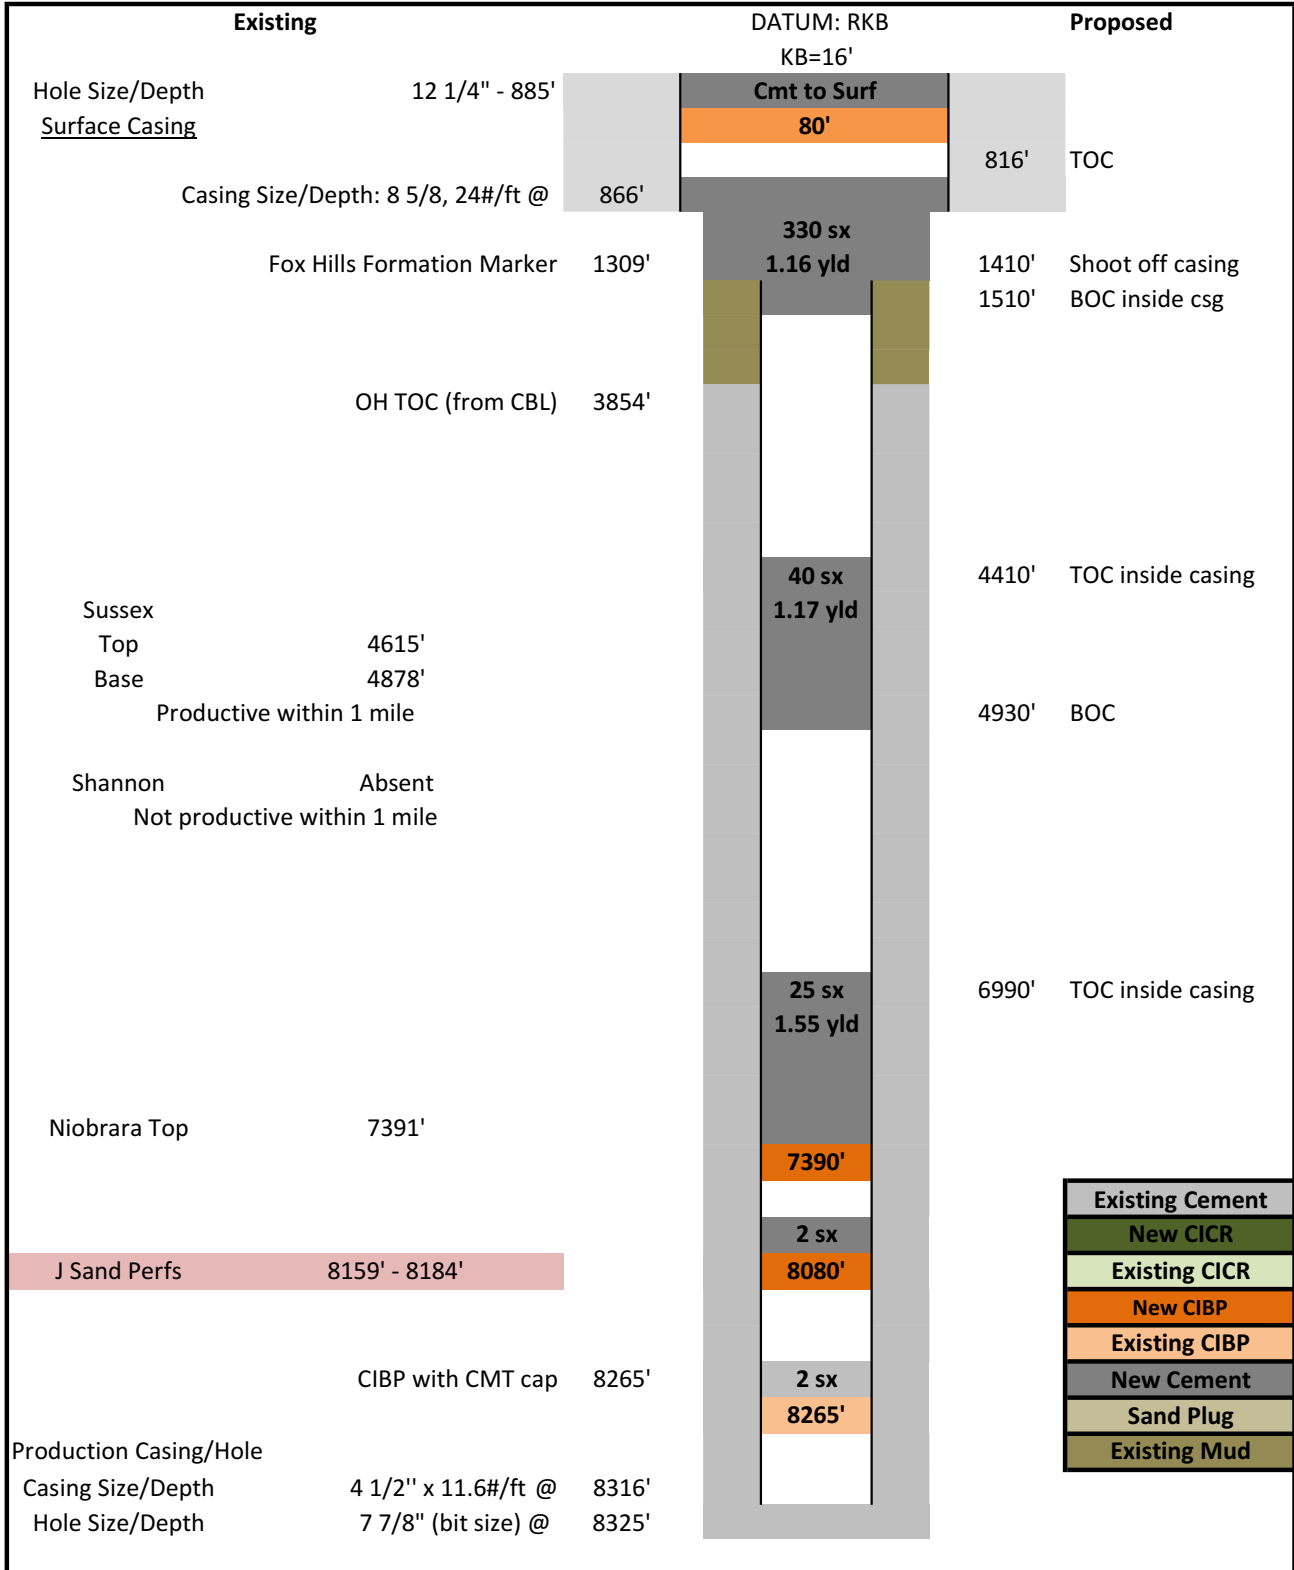 Existing DATUM: RKB Proposed
KB=16'
Hole Size/Depth 12 1/4" - 885' Cmt to Surf
Surface Casing 80'
816' TOC
Casing Size/Depth: 8 5/8, 24#/ft @ 866'
330 sx
Fox Hills Formation Marker 1309' 1.16 yld 1410' Shoot off casing
1510' BOC inside csg
OH TOC (from CBL) 3854'
40 sx 4410' TOC inside casing
Sussex 1.17 yld
Top 4615'
Base 4878'
Productive within 1 mile 4930' BOC
Shannon Absent
Not productive within 1 mile
25 sx 6990' TOC inside casing
1.55 yld
Niobrara Top 7391'
7390'
Existing Cement
2 sx New CICR
J Sand Perfs 8159' - 8184' 8080' Existing CICR
New CIBP
Existing CIBP
CIBP with CMT cap 8265' 2 sx New Cement
8265' Sand Plug
Production Casing/Hole Existing Mud
Casing Size/Depth 4 1/2'' x 11.6#/ft @ 8316'
Hole Size/Depth 7 7/8" (bit size) @ 8325'